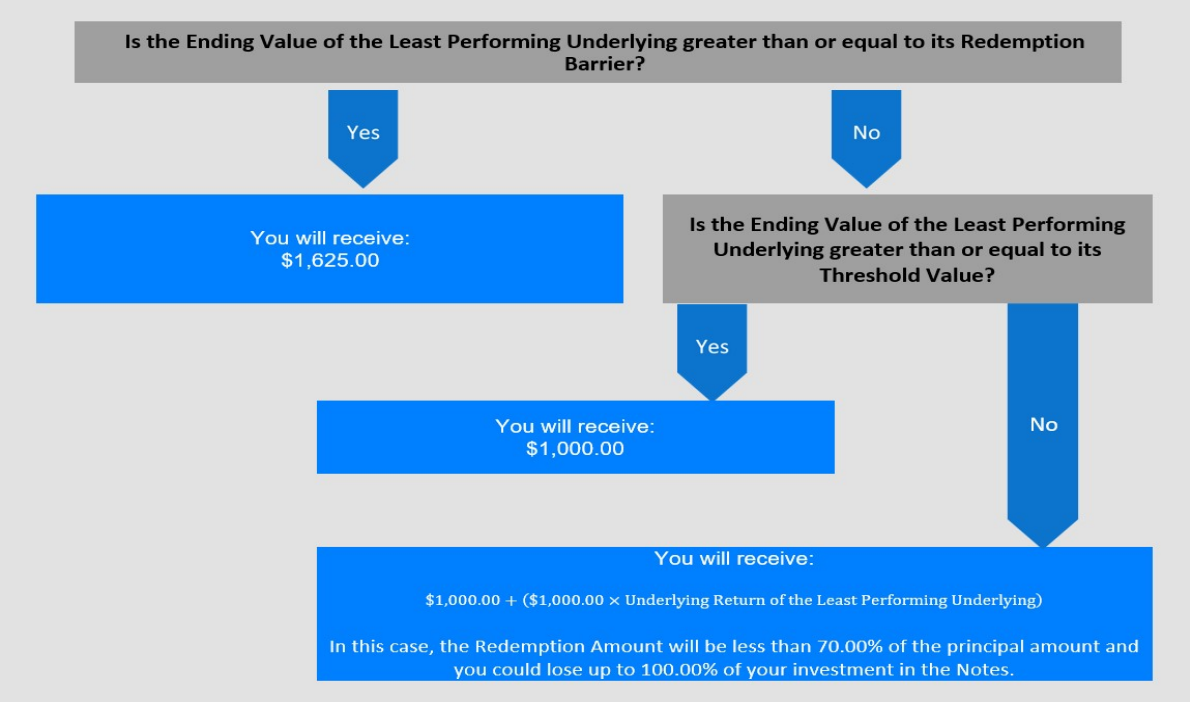 Is the Ending Value of the Least Performing Underlying greater than or equal to its Redemption
Barrier?
Yes
No
You will receive:
$1,625.00
Is the Ending Value of the Least Performing
Underlying greater than or equal to its
Threshold Value?
Yes
No
You will receive:
$1,000.00
You will receive:
$1,000.00 + ($1,000.00 × Underlying Return of the Least Performing Underlying)
In this case, the Redemption Amount will be less than 70.00% of the principal amount and
you could lose up to 100.00% of your investment in the Notes.